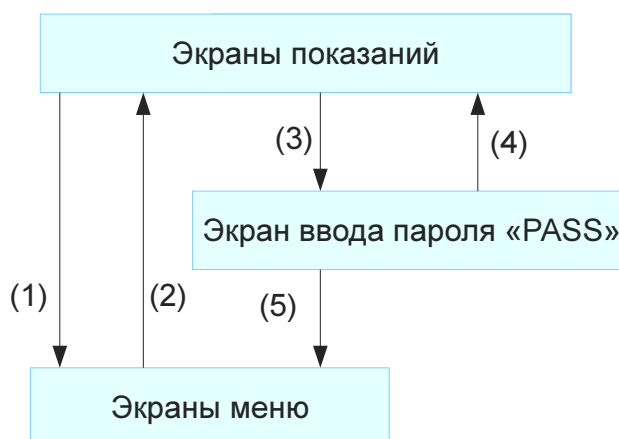 Экраны показаний
(3)
(4)
Экран ввода пароля «PASS»
(1)
(2)
(5)
Экраны меню